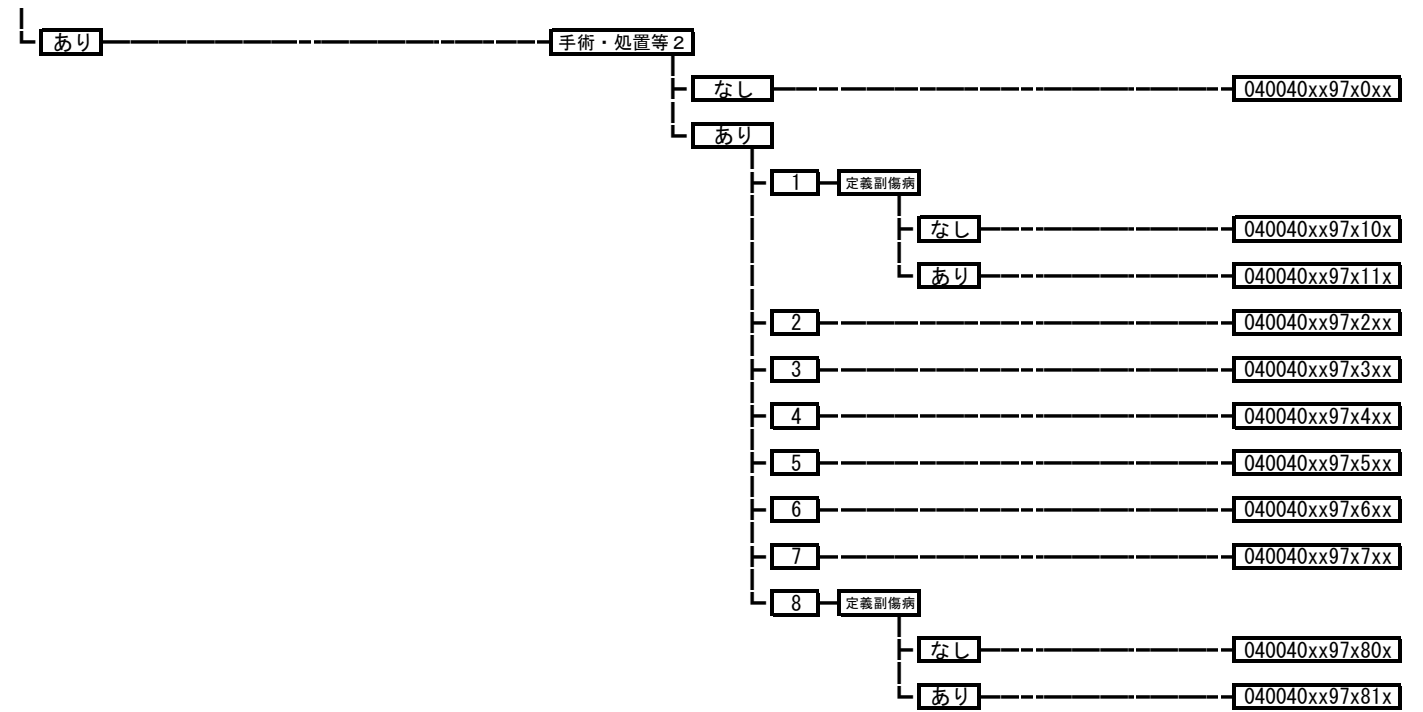 あり 手術・処置等２
なし 040040xx97x0xx
あり
1 定義副傷病
なし 040040xx97x10x
あり 040040xx97x11x
2 040040xx97x2xx
3 040040xx97x3xx
4 040040xx97x4xx
5 040040xx97x5xx
6 040040xx97x6xx
7 040040xx97x7xx
8 定義副傷病
なし 040040xx97x80x
あり 040040xx97x81x